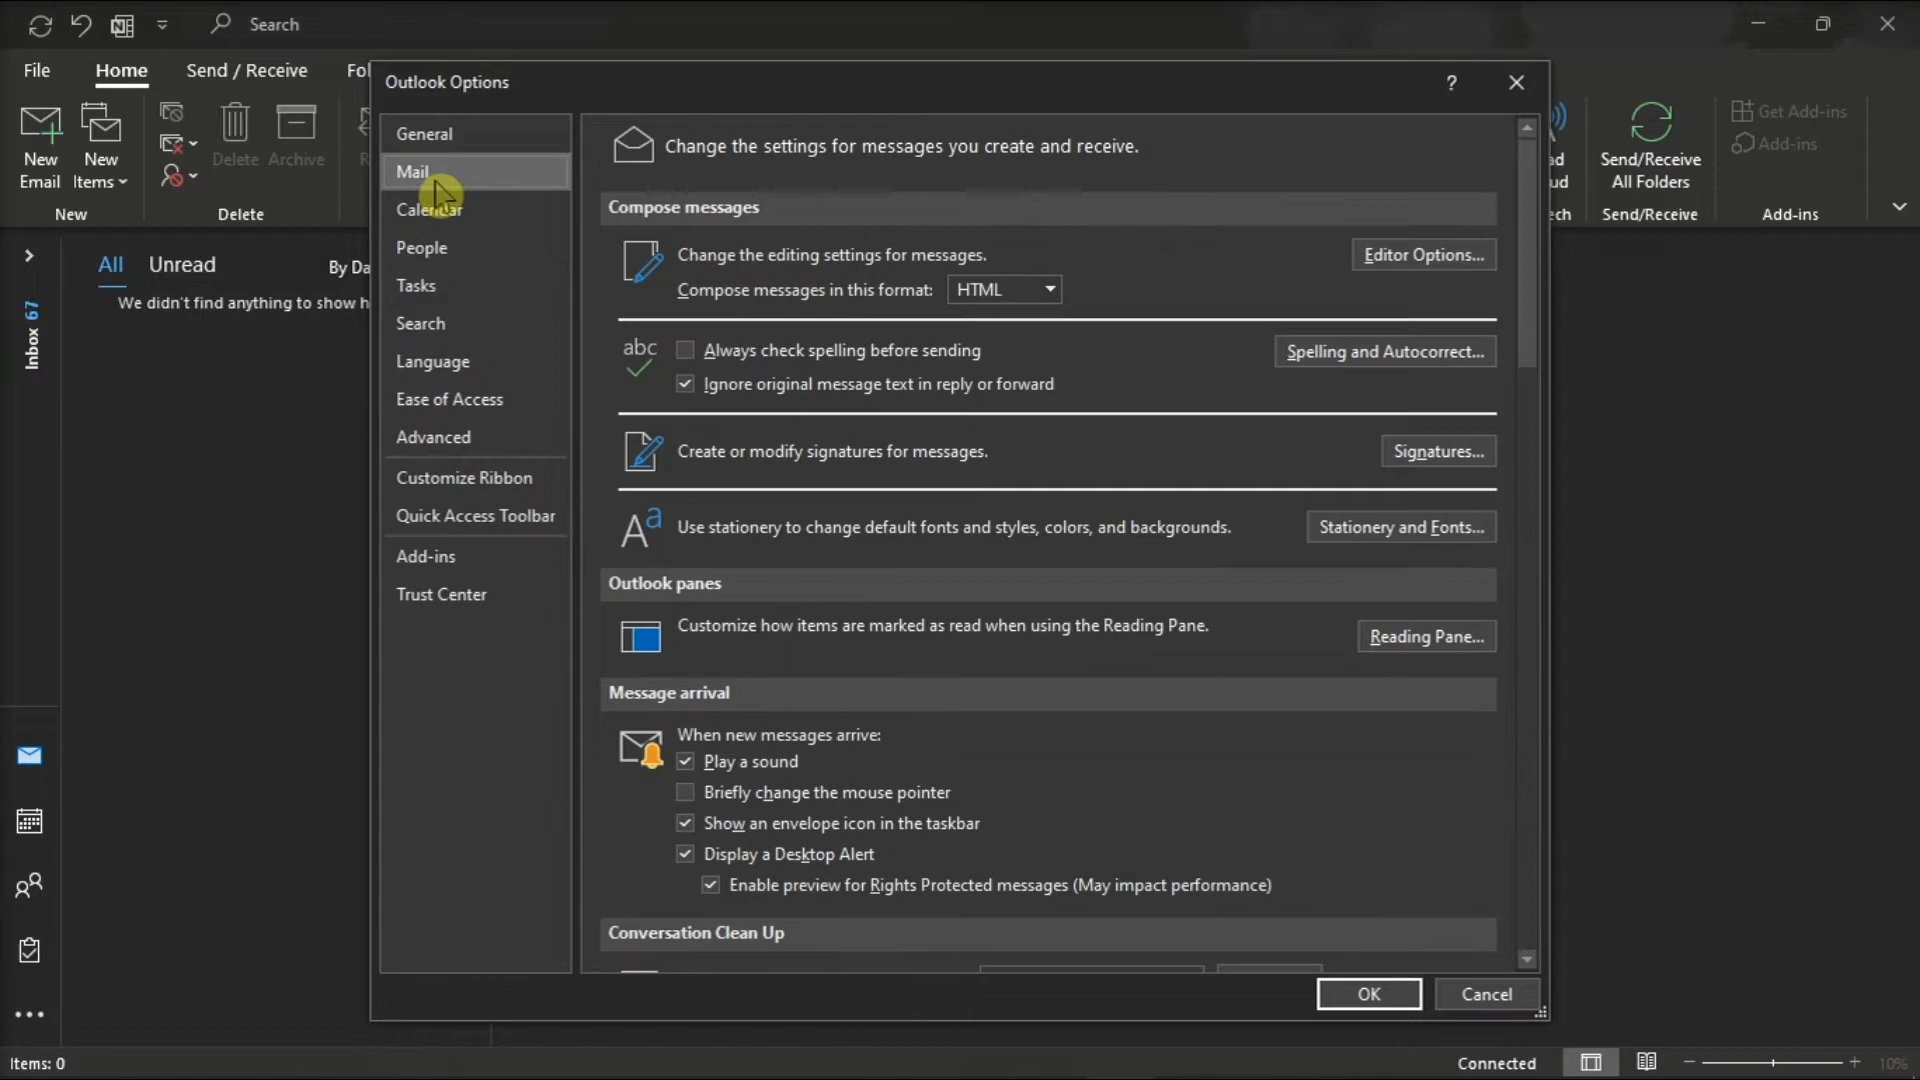 Search
File
Home
Send / Receive
Outlook Options
New Email
New Items
Delete
Archive
New
Delete
Send/Receive All Folders
Send/Receive
Get Add-ins
Add-ins
Add-ins
All
Unread
We didn't find anything to show h
Inbox 67
General
Mail
Calendar
People
Tasks
Search
Language
Ease of Access
Advanced
Customize Ribbon
Quick Access Toolbar
Add-ins
Trust Center
Change the settings for messages you create and receive.
Compose messages
Change the editing settings for messages.
Editor Options...
Compose messages in this format:
HTML
abc
Always check spelling before sending
Spelling and Autocorrect...
Ignore original message text in reply or forward
Create or modify signatures for messages.
Signatures...
Use stationery to change default fonts and styles, colors, and backgrounds.
Stationery and Fonts...
Outlook panes
Customize how items are marked as read when using the Reading Pane.
Reading Pane...
Message arrival
When new messages arrive:
Play a sound
Briefly change the mouse pointer
Show an envelope icon in the taskbar
Display a Desktop Alert
Enable preview for Rights Protected messages (May impact performance)
Conversation Clean Up
OK
Cancel
Items: 0
Connected
10%